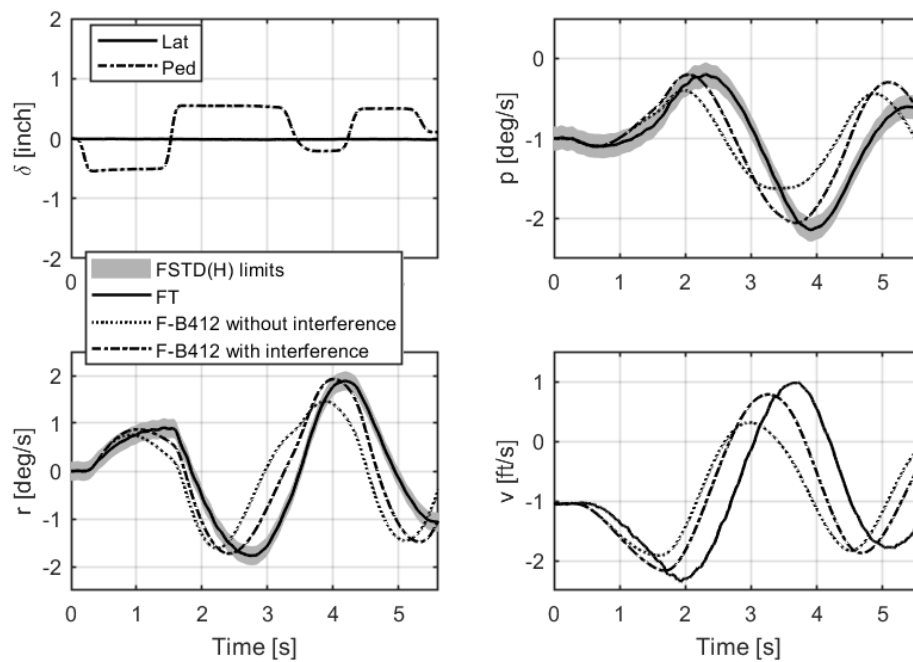 2
1
0
-1
-2
δ [inch]
Lat
Ped
0
0
-1
-2
p [deg/s]
0 1 2 3 4 5
FSTD(H) limits
FT
F-B412 without interference
F-B412 with interference
2
1
0
-1
-2
r [deg/s]
0 1 2 3 4 5
Time [s]
1
0
-1
-2
v [ft/s]
0 1 2 3 4 5
Time [s]